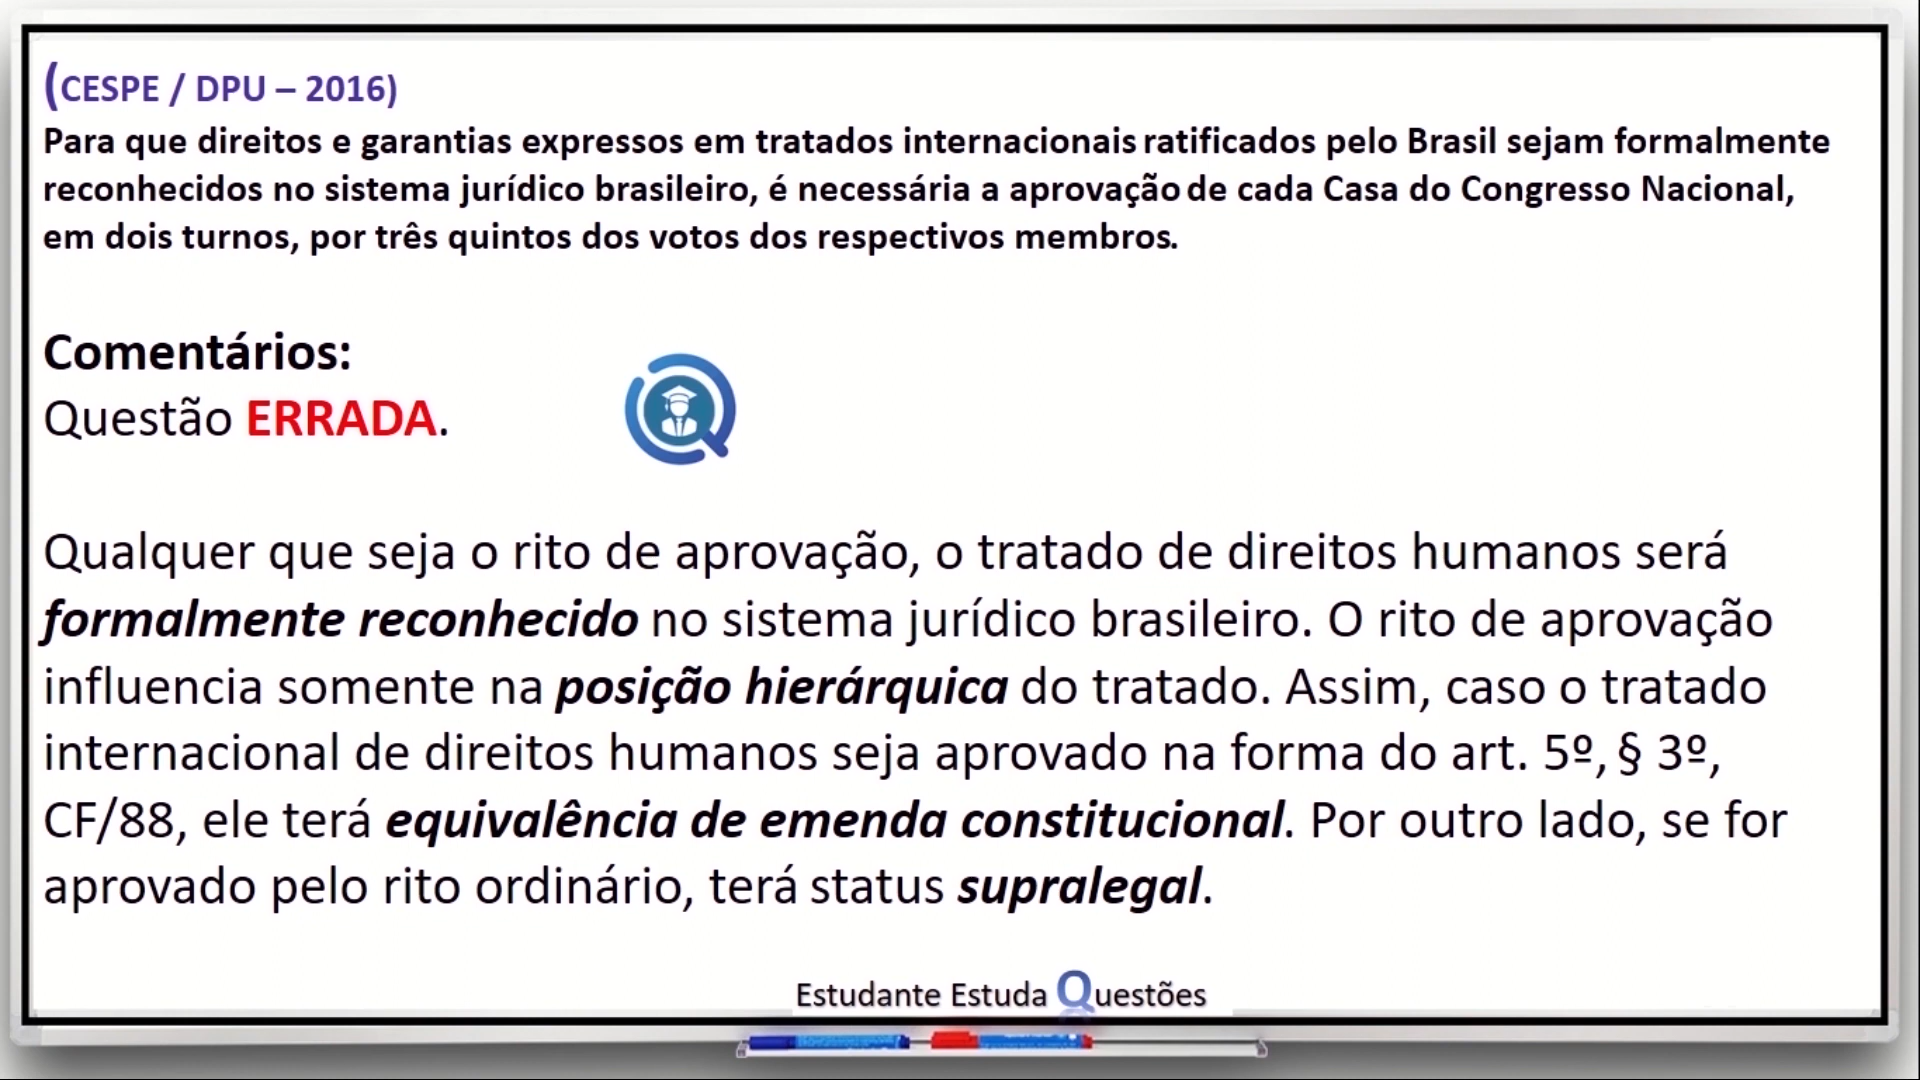 (CESPE / DPU – 2016)
Para que direitos e garantias expressos em tratados internacionais ratificados pelo Brasil sejam formalmente
reconhecidos no sistema jurídico brasileiro, é necessária a aprovação de cada Casa do Congresso Nacional,
em dois turnos, por três quintos dos votos dos respectivos membros.
Comentários:
Questão ERRADA.
Qualquer que seja o rito de aprovação, o tratado de direitos humanos será
formalmente reconhecido no sistema jurídico brasileiro. O rito de aprovação
influencia somente na posição hierárquica do tratado. Assim, caso o tratado
internacional de direitos humanos seja aprovado na forma do art. 5º, § 3º,
CF/88, ele terá equivalência de emenda constitucional. Por outro lado, se for
aprovado pelo rito ordinário, terá status supralegal.
Estudante Estuda Questões